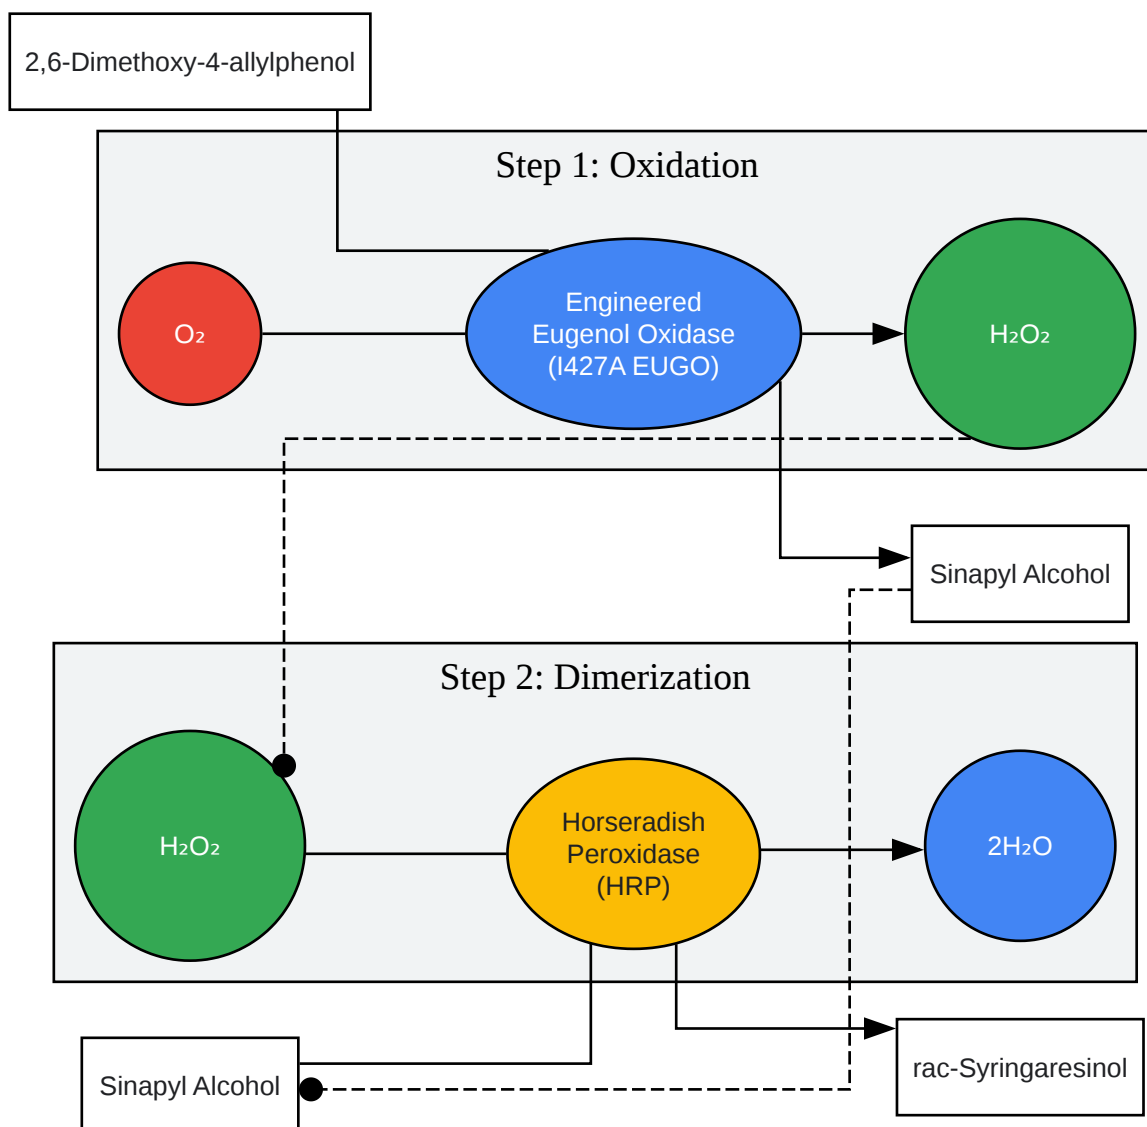 2,6-Dimethoxy-4-allylphenol
Step 1: Oxidation
O₂
Engineered
Eugenol Oxidase
(I427A EUGO)
H₂O₂
Sinapyl Alcohol
Step 2: Dimerization
H₂O₂
Horseradish
Peroxidase
(HRP)
2H₂O
Sinapyl Alcohol
rac-Syringaresinol